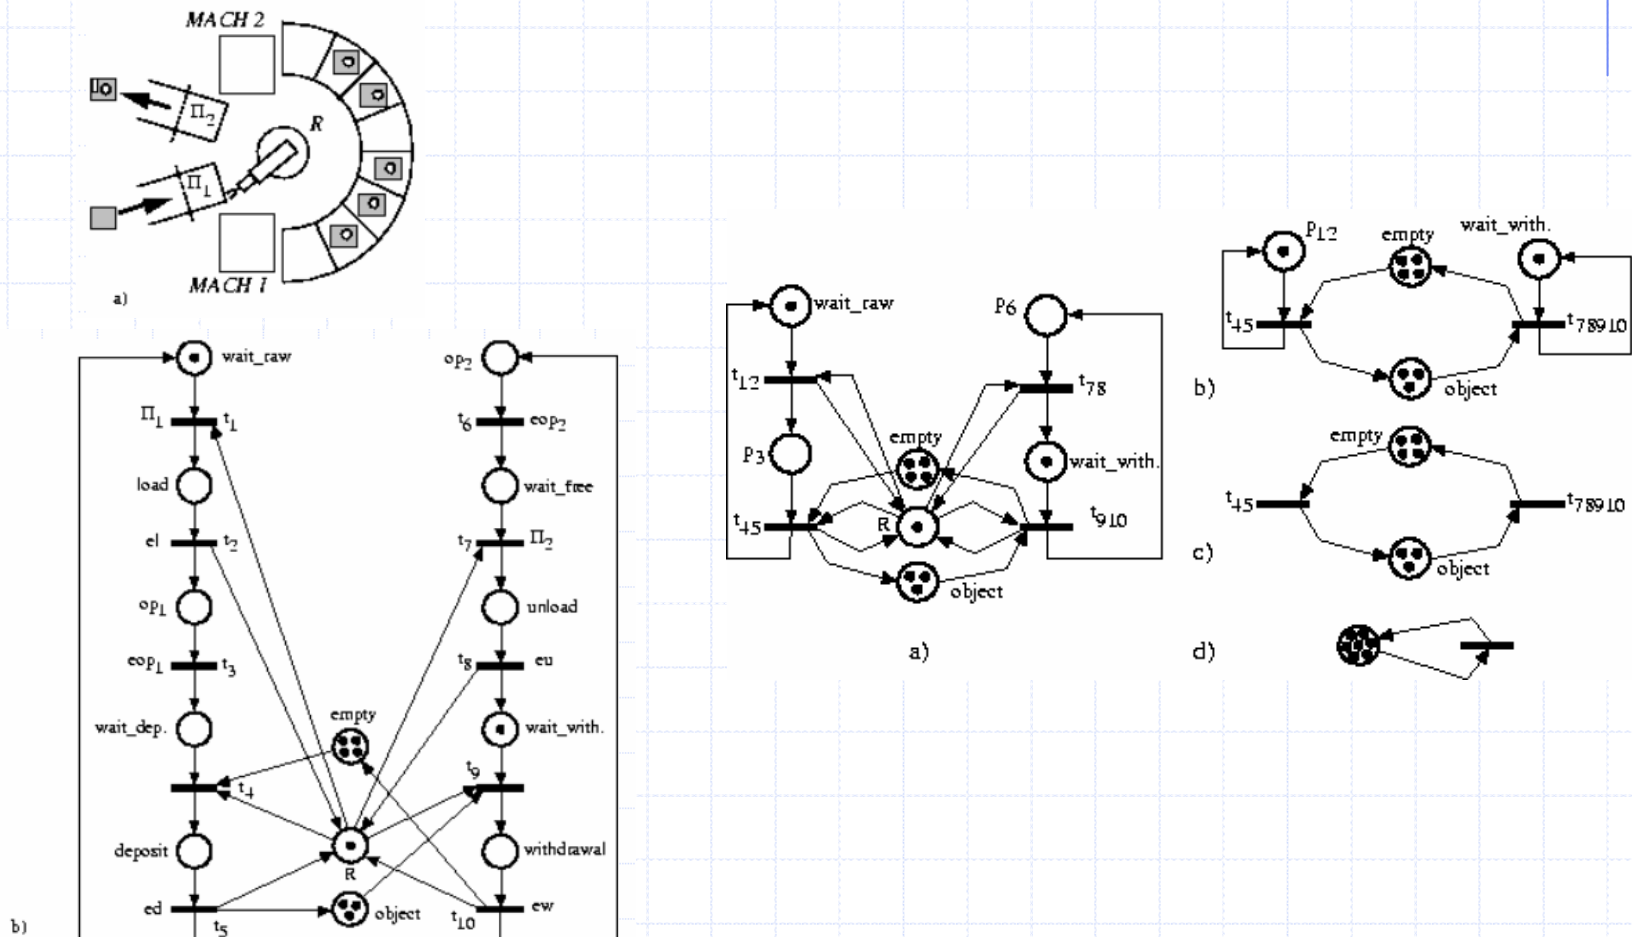 MACH 2
Π2
R
Π1
MACH 1
a)
wait_raw
Π1 t1
load
el t2
op1
eop1 t3
wait_dep.
t4
deposit
ed
t5
op2
t6 eop2
wait_free
t7 Π2
unload
t8 eu
wait_with.
t9
withdrawal
t10 ew
empty
R
object
b)
wait_raw
t12
P3
t45
P6
t78
wait_with.
t910
empty
R
object
a)
P12
empty
wait_with.
t45
t78910
object
b)
empty
t45
t78910
object
c)
d)